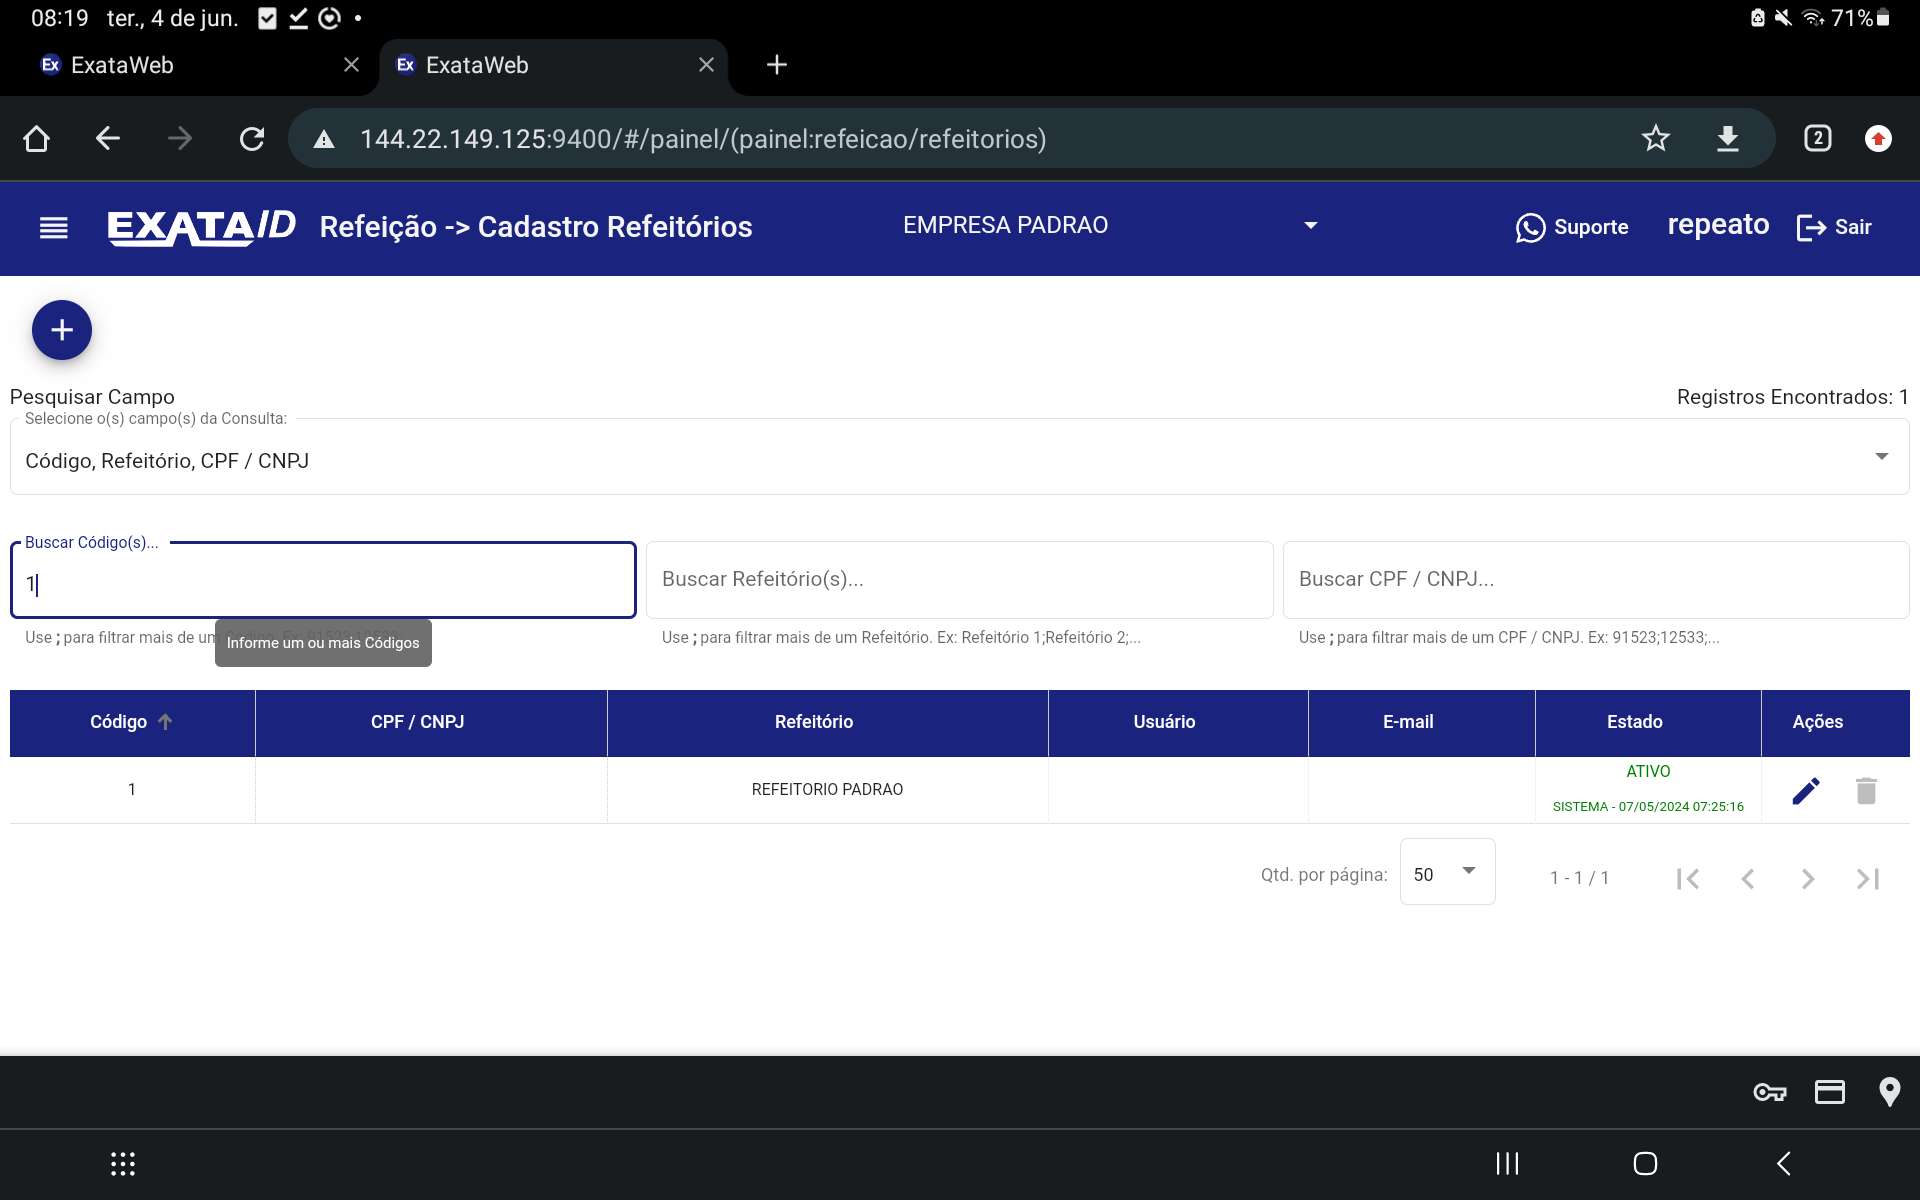 08:19 ter., 4 de jun.
71%
Ex ExataWeb
Ex ExataWeb
144.22.149.125:9400/#/painel/(painel:refeicao/refeitorios)
2
EXATA ID Refeição -> Cadastro Refeitórios
EMPRESA PADRAO
Suporte
repeato
Sair
Pesquisar Campo
Registros Encontrados: 1
Selecione o(s) campo(s) da Consulta:
Código, Refeitório, CPF / CNPJ
Buscar Código(s)...
1
Buscar Refeitório(s)...
Buscar CPF / CNPJ...
Use ; para filtrar mais de um
Informe um ou mais Códigos
Use ; para filtrar mais de um Refeitório. Ex: Refeitório 1;Refeitório 2;...
Use ; para filtrar mais de um CPF / CNPJ. Ex: 91523;12533;...
Código CPF / CNPJ Refeitório Usuário E-mail Estado Ações
1 REFEITORIO PADRAO ATIVO
SISTEMA - 07/05/2024 07:25:16
Qtd. por página: 50 1 - 1 / 1